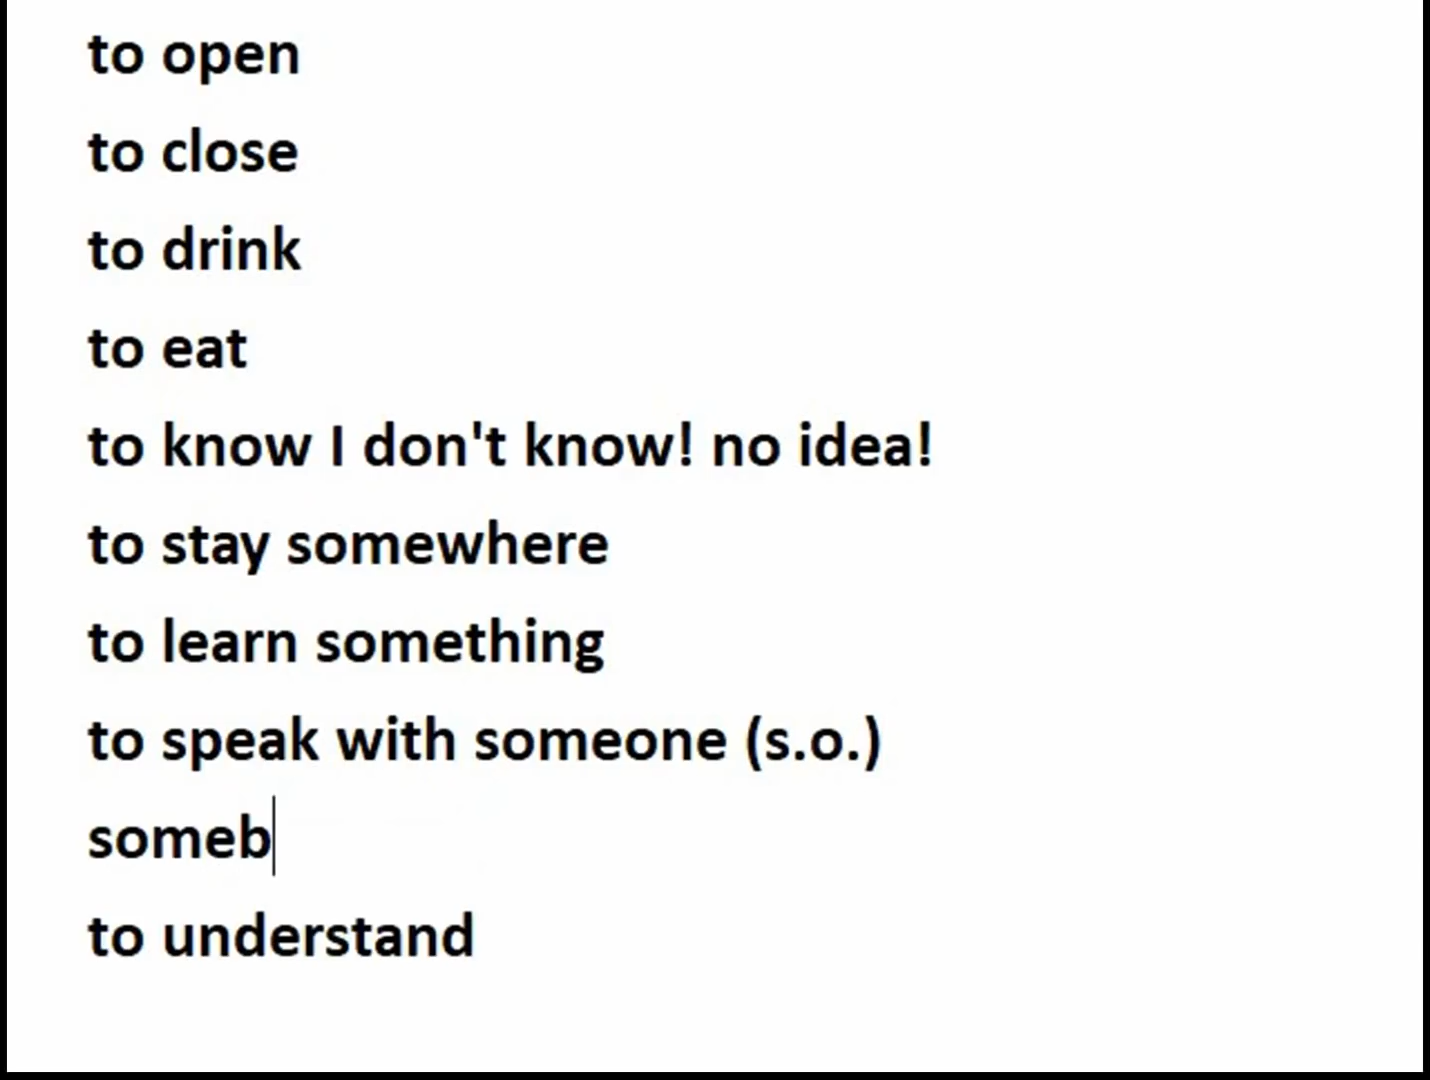 to open
to close
to drink
to eat
to know I don't know! no idea!
to stay somewhere
to learn something
to speak with someone (s.o.)
someb
to understand